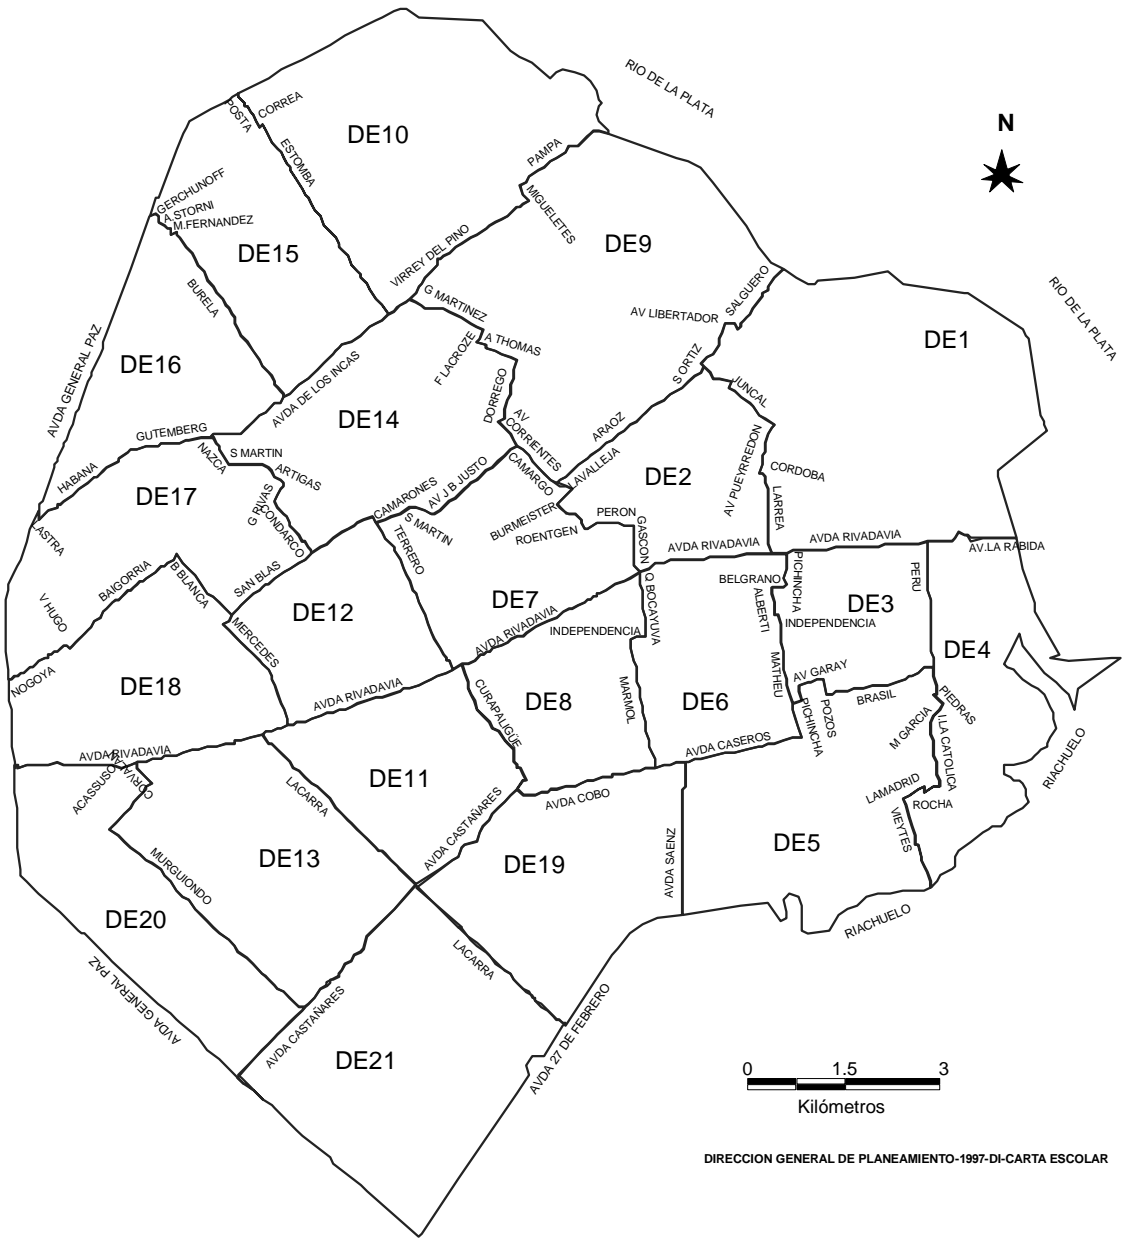 RIO DE LA PLATA
CORREA
POSTA
DE10
N
ESTOMBA
PAMPA
GERCHUNOFF
A.STORNI
M.FERNANDEZ
MIGUELETES
DE15
DE9
VIRREY DEL PINO
BURELA
SALGUERO
RIO DE LA PLATA
G MARTINEZ
AV LIBERTADOR
A THOMAS
F LACROZE
DE1
AVDA GENERAL PAZ
DE16
S ORTIZ
JUNCAL
AVDA DE LOS INCAS
DORREGO
DE14
AV
CORRIENTES
ARAOZ
GUTEMBERG
NAZCA
S MARTIN
ARTIGAS
HABANA
CAMARGO
LAVALLEJA
AV PUEYRREDON
CORDOBA
DE2
DE17
G RIVAS
CONDARCO
CAMARONES
AV J B JUSTO
S MARTIN
BURMEISTER
ROENTGEN
PERON
GASCON
LARREA
LASTRA
TERRERO
AVDA RIVADAVIA
AVDA RIVADAVIA
AV.LA RABIDA
BAIGORRIA
B BLANCA
SAN BLAS
Q BOCAYUVA
BELGRANO
PICHINCHA
ALBERTI
PERU
V HUGO
DE12
DE7
DE3
MERCEDES
AVDA RIVADAVIA
INDEPENDENCIA
INDEPENDENCIA
DE4
NOGOYA
DE18
AVDA RIVADAVIA
CURAPALIGÜE
DE8
MARMOL
DE6
MATHEU
AV GARAY
PICHINCHA
POZOS
BRASIL
PIEDRAS
M GARCIA
I.LA CATOLICA
AVDA RIVADAVIA
AVDA CASEROS
ACASSUSO
CORVALAN
LACARRA
DE11
AVDA COBO
LAMADRID
ROCHA
VIEYTES
RIACHUELO
MURGUIONDO
DE13
AVDA CASTAÑARES
DE19
AVDA SAENZ
DE5
DE20
RIACHUELO
LACARRA
AVDA GENERAL PAZ
AVDA CASTAÑARES
AVDA 27 DE FEBRERO
DE21
0 1.5 3
Kilómetros
DIRECCION GENERAL DE PLANEAMIENTO-1997-DI-CARTA ESCOLAR